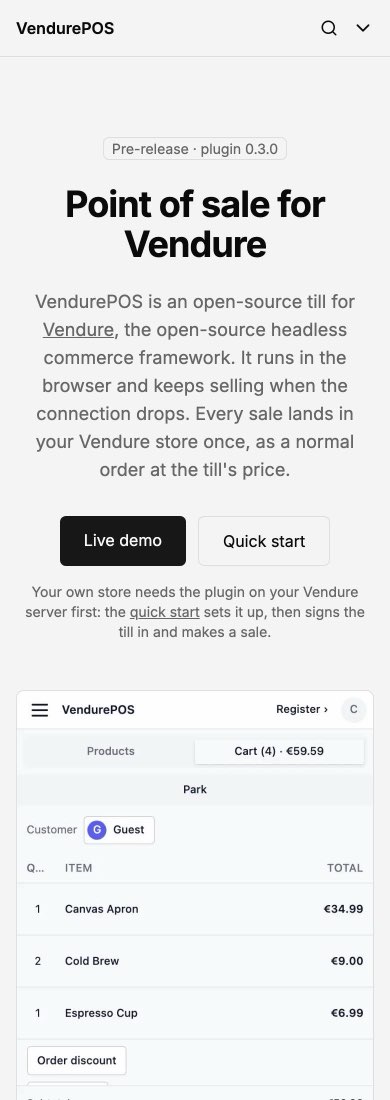 VendurePOS
Pre-release · plugin 0.3.0
Point of sale for
Vendure
VendurePOS is an open-source till for
Vendure, the open-source headless
commerce framework. It runs in the
browser and keeps selling when the
connection drops. Every sale lands in
your Vendure store once, as a normal
order at the till's price.
Live demo Quick start
Your own store needs the plugin on your Vendure
server first: the quick start sets it up, then signs the
till in and makes a sale.
VendurePOS Register › C
Products Cart (4) · €59.59
Park
Customer G Guest
Q... ITEM TOTAL
1 Canvas Apron €34.99
2 Cold Brew €9.00
1 Espresso Cup €6.99
Order discount